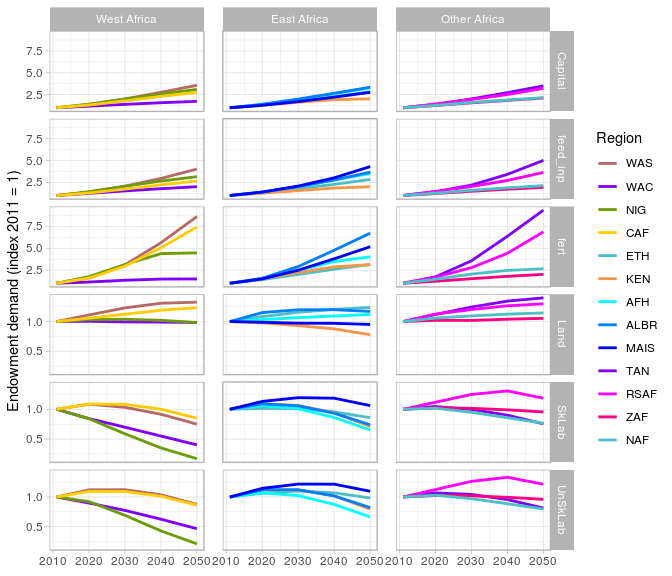 West Africa East Africa Other Africa
7.5
5.0
2.5
Capital
7.5
5.0
2.5
feed_inp
7.5
5.0
2.5
fert
1.0
0.5
Land
1.0
0.5
SkLab
1.0
0.5
UnSkLab
2010 2020 2030 2040 2050 2010 2020 2030 2040 2050 2010 2020 2030 2040 2050
Endowment demand (index 2011 = 1)
Region
WAS
WAC
NIG
CAF
ETH
KEN
AFH
ALBR
MAIS
TAN
RSAF
ZAF
NAF